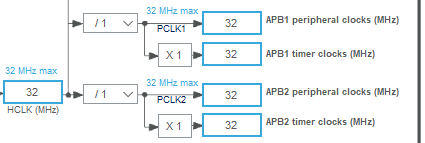 32 MHz max
/ 1
PCLK1
32
APB1 peripheral clocks (MHz)
X 1
32
APB1 timer clocks (MHz)
32 MHz max
32
HCLK (MHz)
32 MHz max
/ 1
PCLK2
32
APB2 peripheral clocks (MHz)
X 1
32
APB2 timer clocks (MHz)